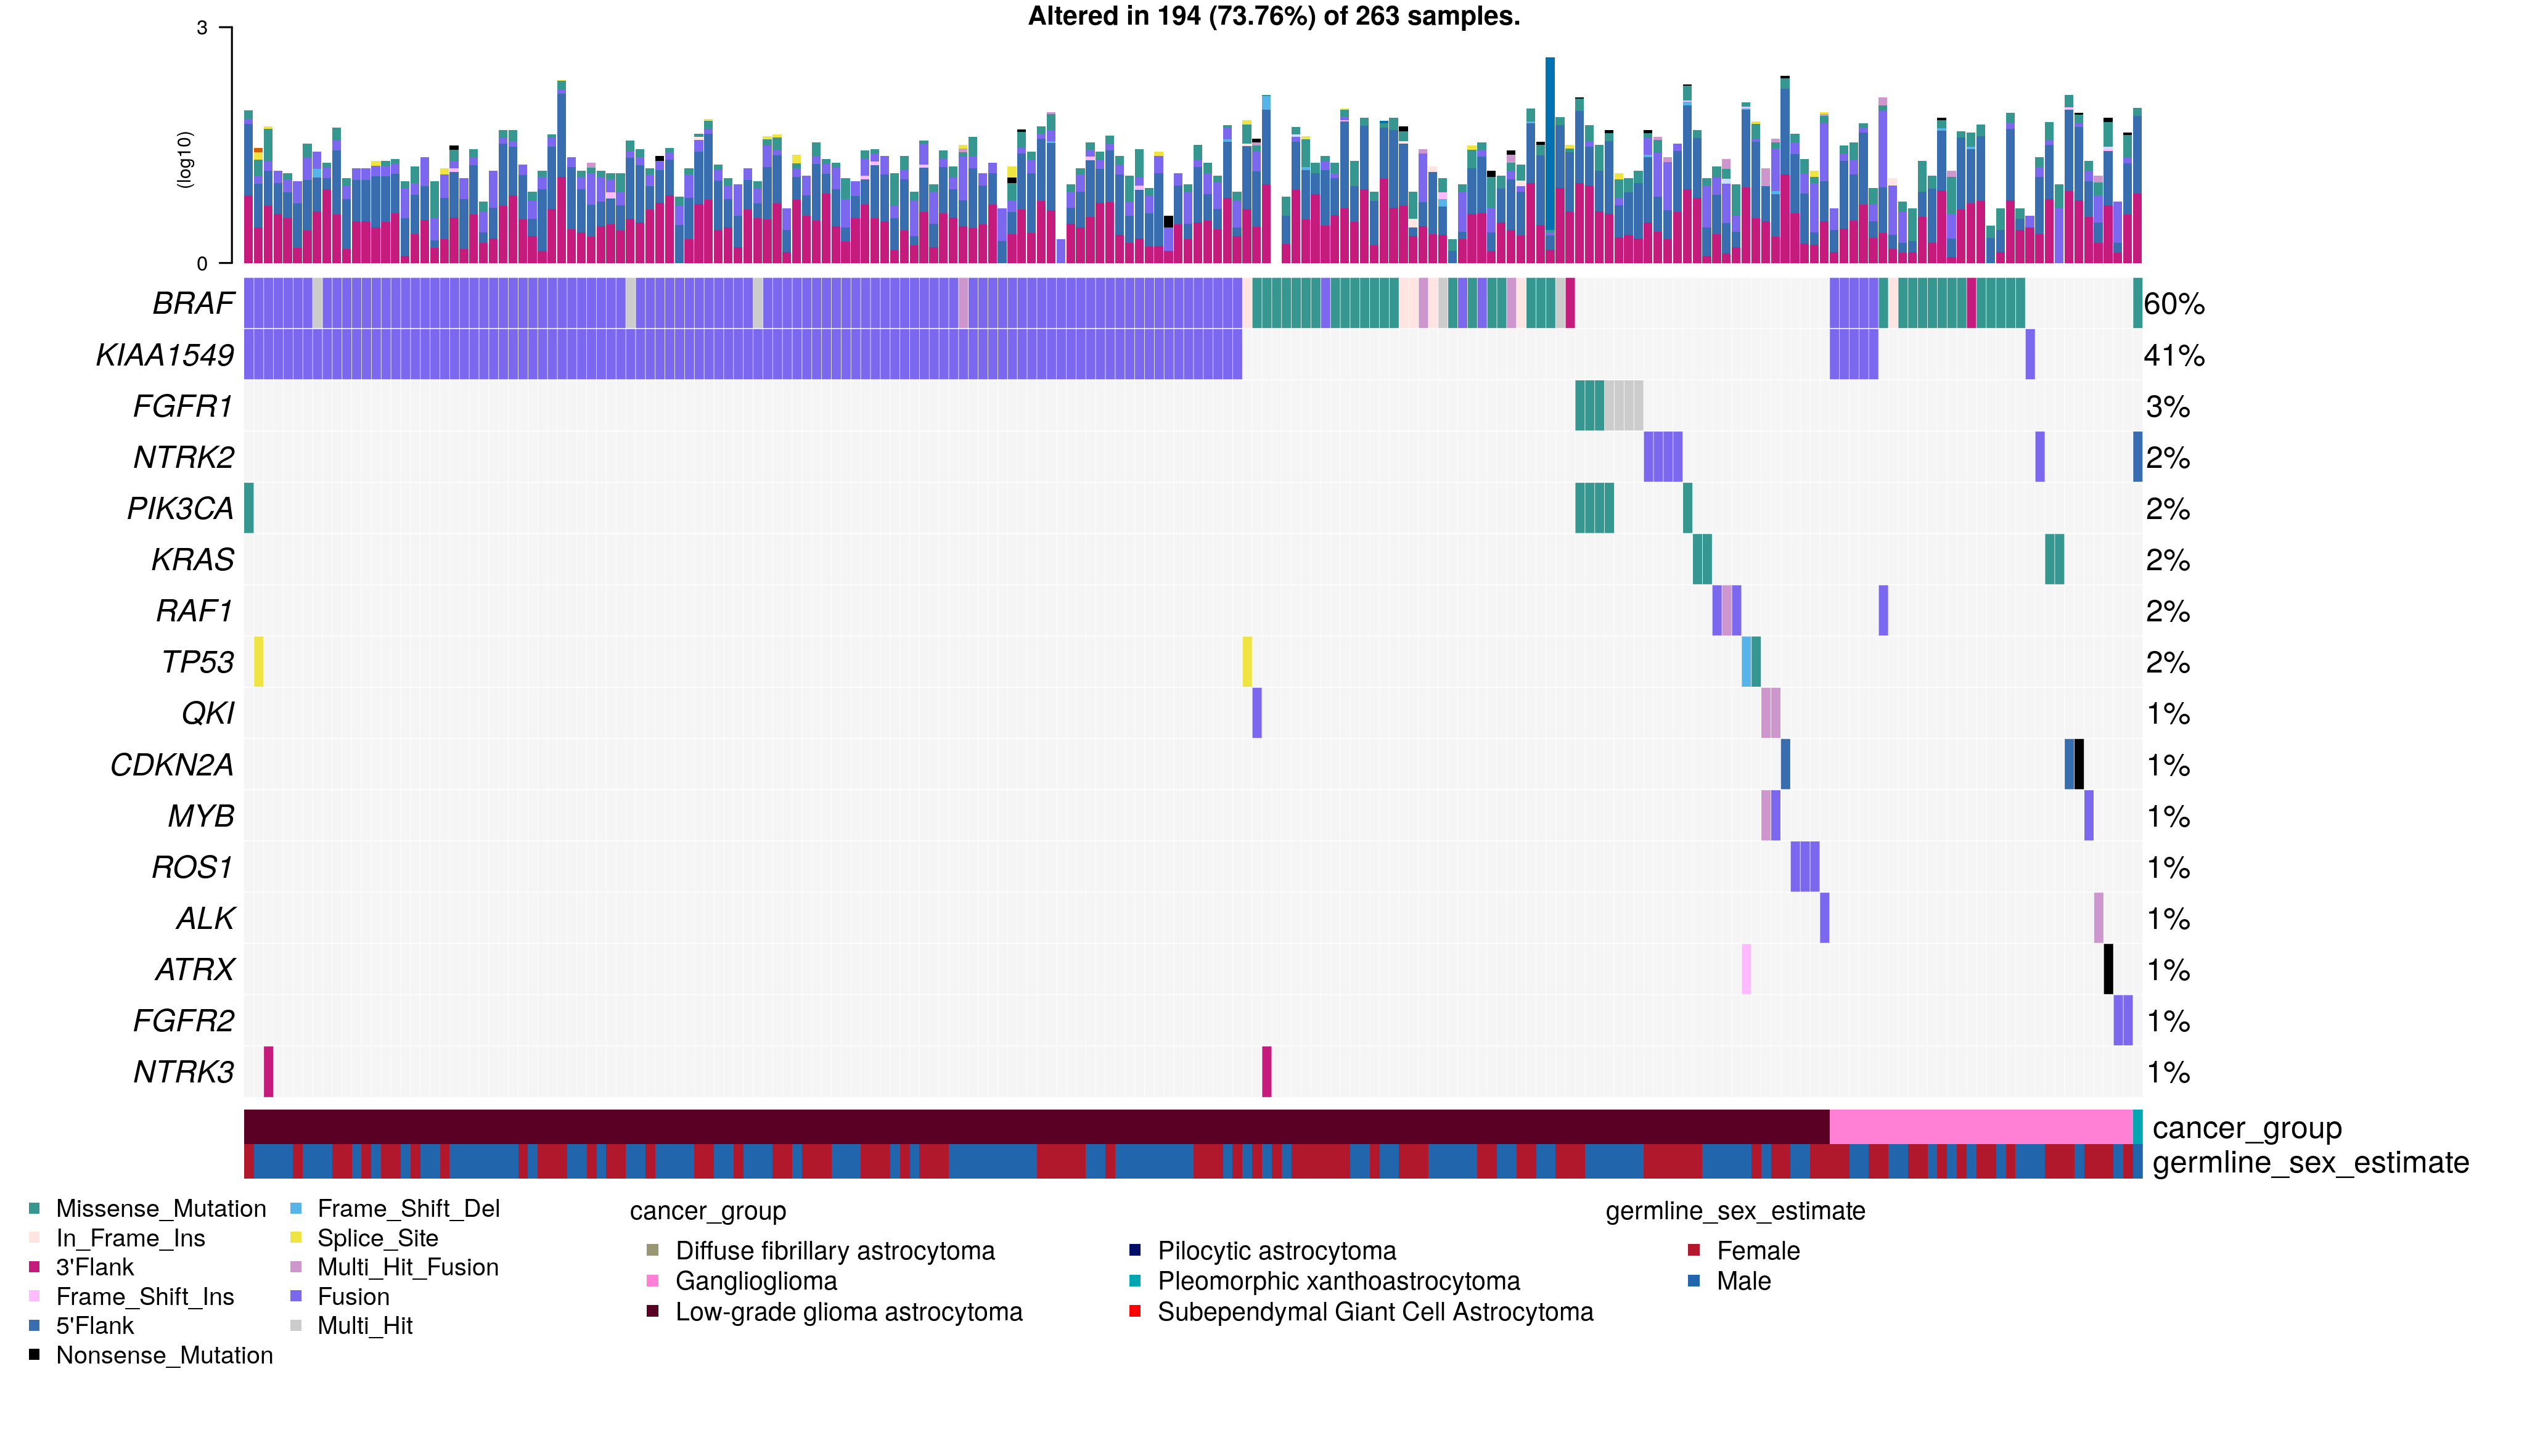 Altered in 194 (73.76%) of 263 samples.
3
(log10)
0
BRAF 60%
KIAA1549 41%
FGFR1 3%
NTRK2 2%
PIK3CA 2%
KRAS 2%
RAF1 2%
TP53 2%
QKI 1%
CDKN2A 1%
MYB 1%
ROS1 1%
ALK 1%
ATRX 1%
FGFR2 1%
NTRK3 1%
cancer_group
germline_sex_estimate
Missense_Mutation
In_Frame_Ins
3'Flank
Frame_Shift_Ins
5'Flank
Nonsense_Mutation
Frame_Shift_Del
Splice_Site
Multi_Hit_Fusion
Fusion
Multi_Hit
cancer_group
Diffuse fibrillary astrocytoma
Ganglioglioma
Low-grade glioma astrocytoma
Pilocytic astrocytoma
Pleomorphic xanthoastrocytoma
Subependymal Giant Cell Astrocytoma
germline_sex_estimate
Female
Male